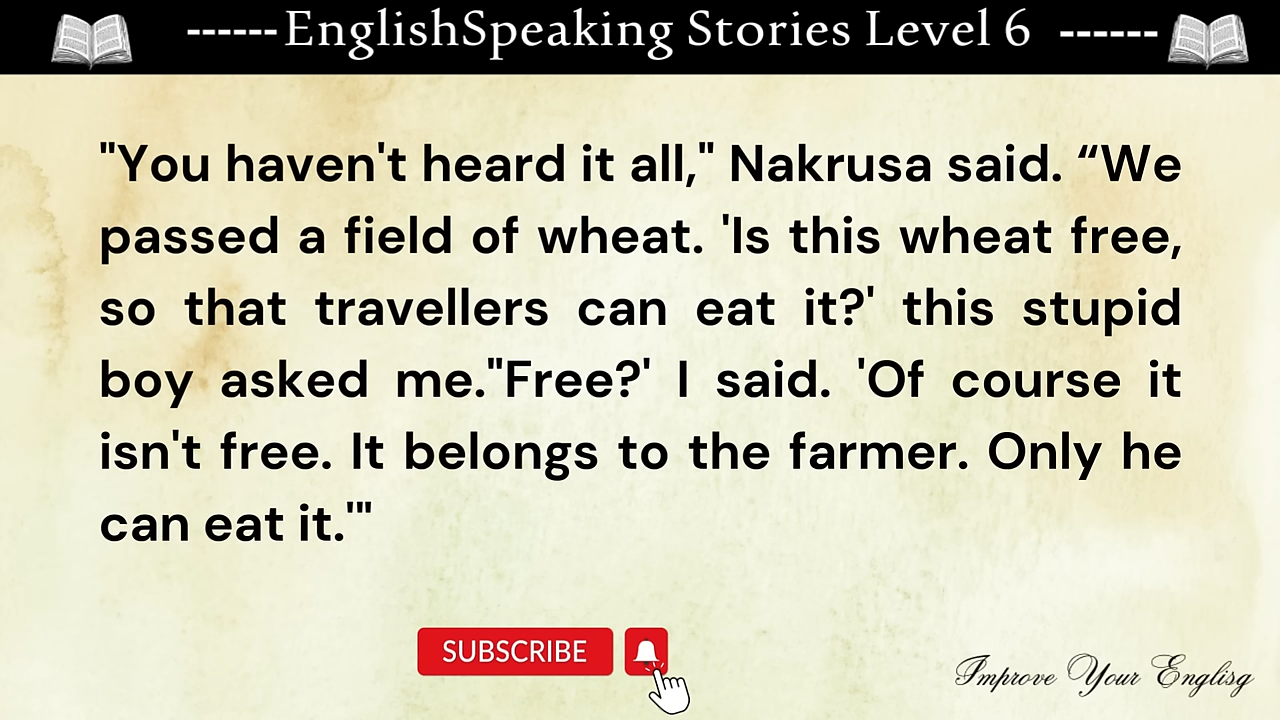 ------EnglishSpeaking Stories Level 6 ------
"You haven't heard it all," Nakrusa said. “We
passed a field of wheat. 'Is this wheat free,
so that travellers can eat it?' this stupid
boy asked me."Free?' I said. 'Of course it
isn't free. It belongs to the farmer. Only he
can eat it.'"
SUBSCRIBE
Improve Your Englisg